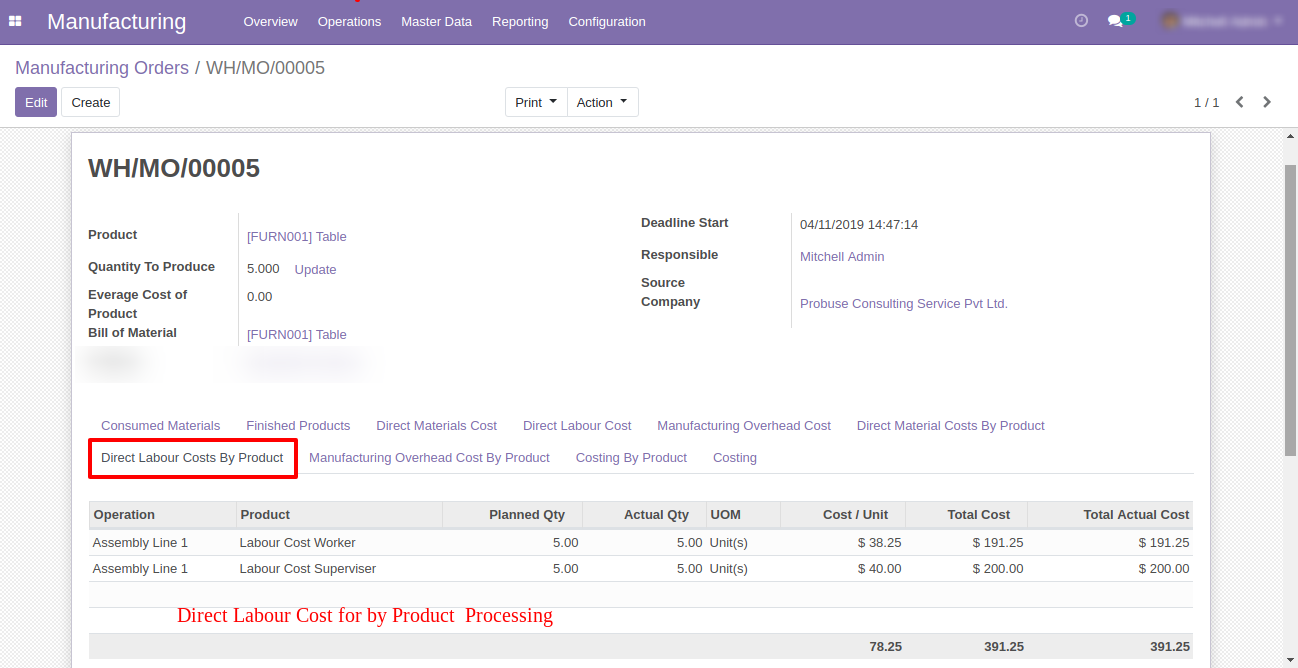 Manufacturing Overview Operations Master Data Reporting Configuration 1
Manufacturing Orders / WH/MO/00005
Edit Create Print Action 1 / 1
WH/MO/00005
Product [FURN001] Table
Quantity To Produce 5.000 Update
Everage Cost of Product 0.00
Bill of Material [FURN001] Table
Deadline Start 04/11/2019 14:47:14
Responsible Mitchell Admin
Source
Company Probuse Consulting Service Pvt Ltd.
Consumed Materials Finished Products Direct Materials Cost Direct Labour Cost Manufacturing Overhead Cost Direct Material Costs By Product
Direct Labour Costs By Product Manufacturing Overhead Cost By Product Costing By Product Costing
Operation Product Planned Qty Actual Qty UOM Cost / Unit Total Cost Total Actual Cost
Assembly Line 1 Labour Cost Worker 5.00 5.00 Unit(s) $ 38.25 $ 191.25 $ 191.25
Assembly Line 1 Labour Cost Superviser 5.00 5.00 Unit(s) $ 40.00 $ 200.00 $ 200.00
Direct Labour Cost for by Product  Processing
78.25 391.25 391.25